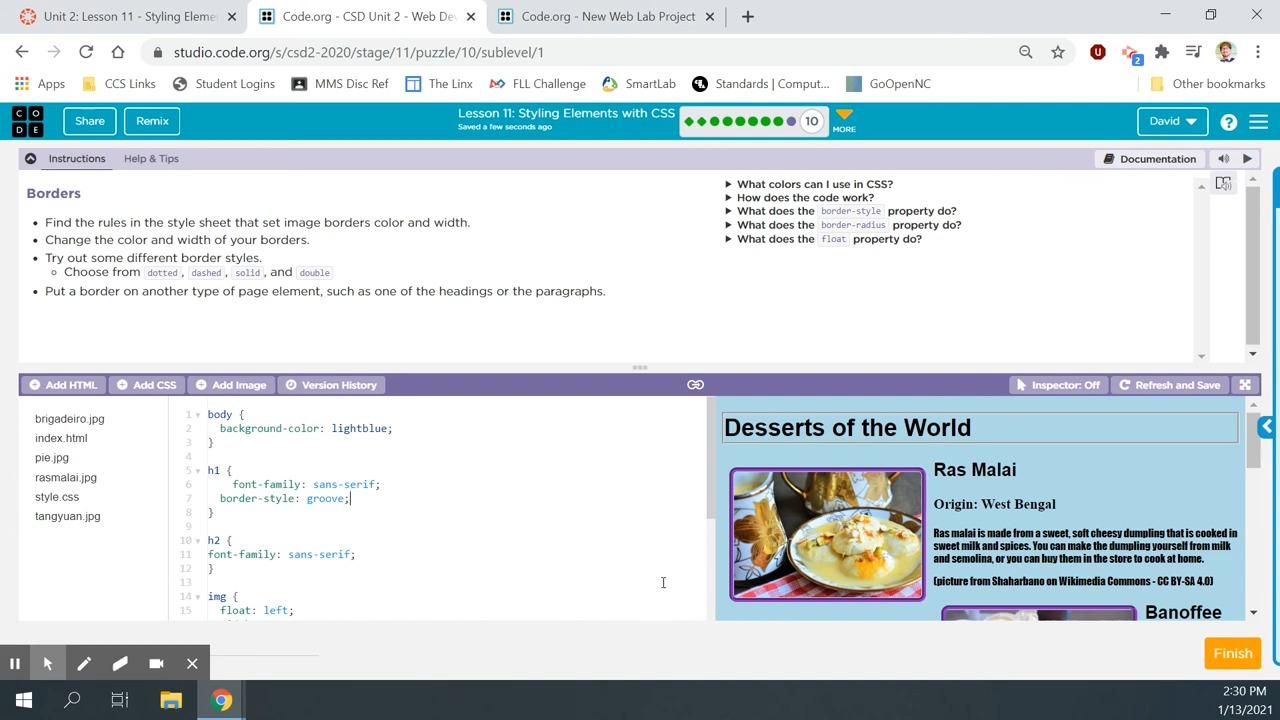 Unit 2: Lesson 11 - Styling Eleme
Code.org - CSD Unit 2 - Web De
Code.org - New Web Lab Project
studio.code.org/s/csd2-2020/stage/11/puzzle/10/sublevel/1
Apps
CCS Links
Student Logins
MMS Disc Ref
The Linx
FLL Challenge
SmartLab
Standards | Comput...
GoOpenNC
Other bookmarks
C O
D E
Share
Remix
Lesson 11: Styling Elements with CSS
Saved a few seconds ago
10
MORE
David
Instructions
Help & Tips
Documentation
Borders
Find the rules in the style sheet that set image borders color and width.
Change the color and width of your borders.
Try out some different border styles.
Choose from dotted, dashed, solid, and double
Put a border on another type of page element, such as one of the headings or the paragraphs.
What colors can I use in CSS?
How does the code work?
What does the border-style property do?
What does the border-radius property do?
What does the float property do?
Add HTML
Add CSS
Add Image
Version History
Inspector: Off
Refresh and Save
brigadeiro.jpg
index.html
pie.jpg
rasmalai.jpg
style.css
tangyuan.jpg
1 body {
2 background-color: lightblue;
3 }
4
5 h1 {
6 font-family: sans-serif;
7 border-style: groove;
8 }
9
10 h2 {
11 font-family: sans-serif;
12 }
13
14 img {
15 float: left;
Desserts of the World
Ras Malai
Origin: West Bengal
Ras malai is made from a sweet, soft cheesy dumpling that is cooked in
sweet milk and spices. You can make the dumpling yourself from milk
and semolina, or you can buy them in the store to cook at home.
(picture from Shaharbano on Wikimedia Commons - CC BY-SA 4.0)
Banoffee
Finish
2:30 PM
1/13/2021